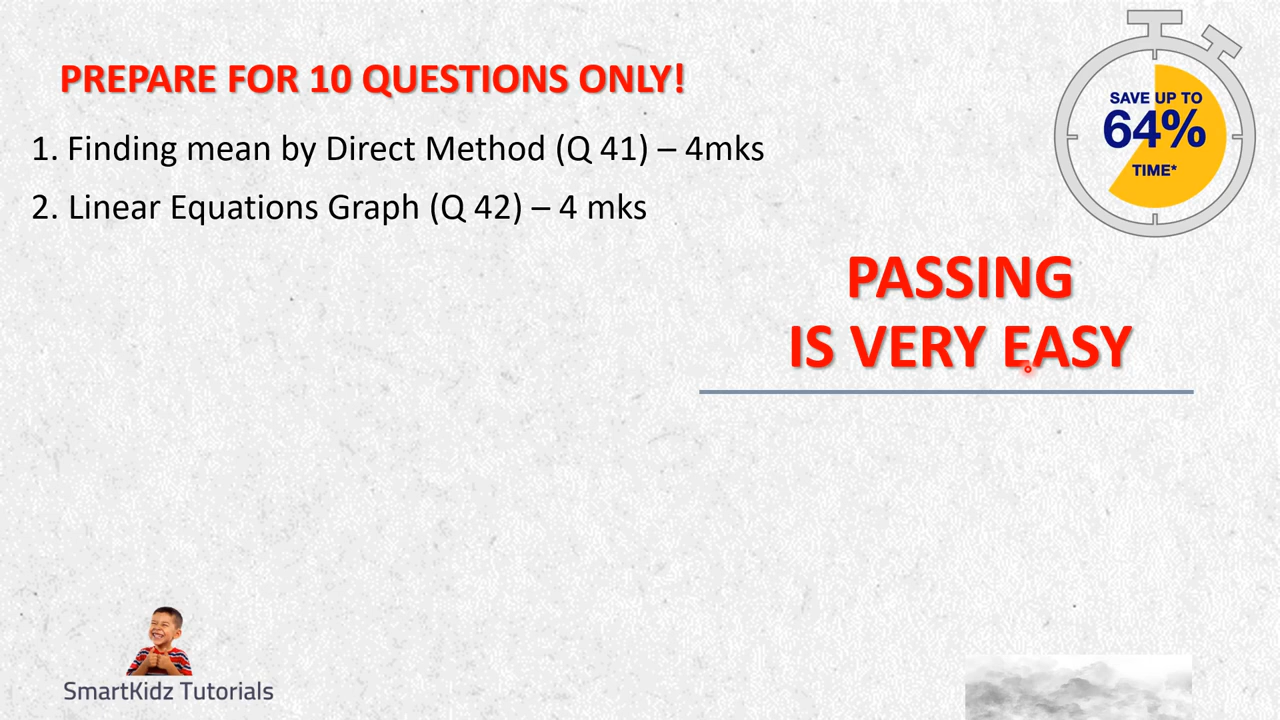 PREPARE FOR 10 QUESTIONS ONLY!
1. Finding mean by Direct Method (Q 41) – 4mks
2. Linear Equations Graph (Q 42) – 4 mks
SAVE UP TO
64%
TIME*
PASSING
IS VERY EASY
SmartKidz Tutorials